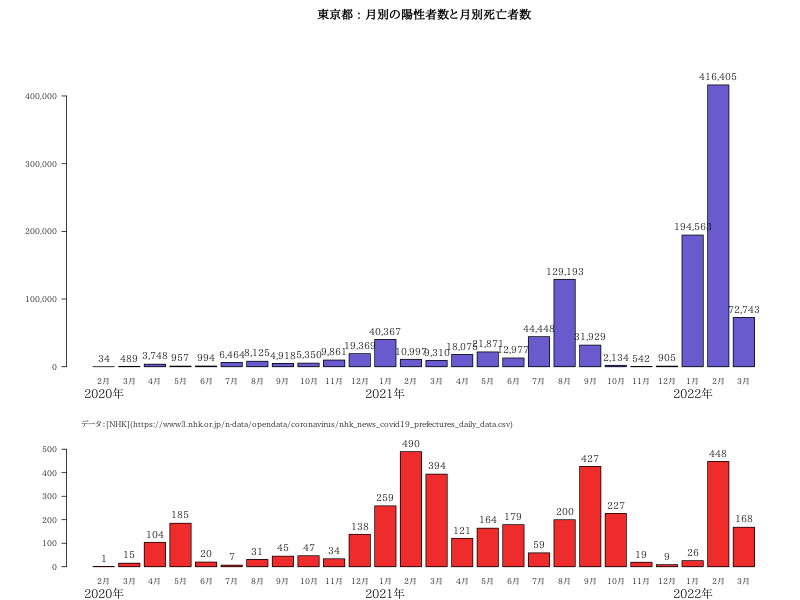 東京都：月別の陽性者数と月別死亡者数
416,405
400,000
300,000
200,000
100,000
0
194,563
129,193
72,743
44,448
40,367
31,929
34 489 3,748 957 994 6,464 8,125 4,918 5,350 9,861 19,369 10,997 9,310 18,075 21,871 12,977 2,134 542 905
2月 3月 4月 5月 6月 7月 8月 9月 10月 11月 12月 1月 2月 3月 4月 5月 6月 7月 8月 9月 10月 11月 12月 1月 2月 3月
2020年 2021年 2022年
データ：[NHK](https://www3.nhk.or.jp/n-data/opendata/coronavirus/nhk_news_covid19_prefectures_daily_data.csv)
500
400
300
200
100
0
1 15 104 185 20 7 31 45 47 34 138 259 490 394 121 164 179 59 200 427 227 19 9 26 448 168
2月 3月 4月 5月 6月 7月 8月 9月 10月 11月 12月 1月 2月 3月 4月 5月 6月 7月 8月 9月 10月 11月 12月 1月 2月 3月
2020年 2021年 2022年